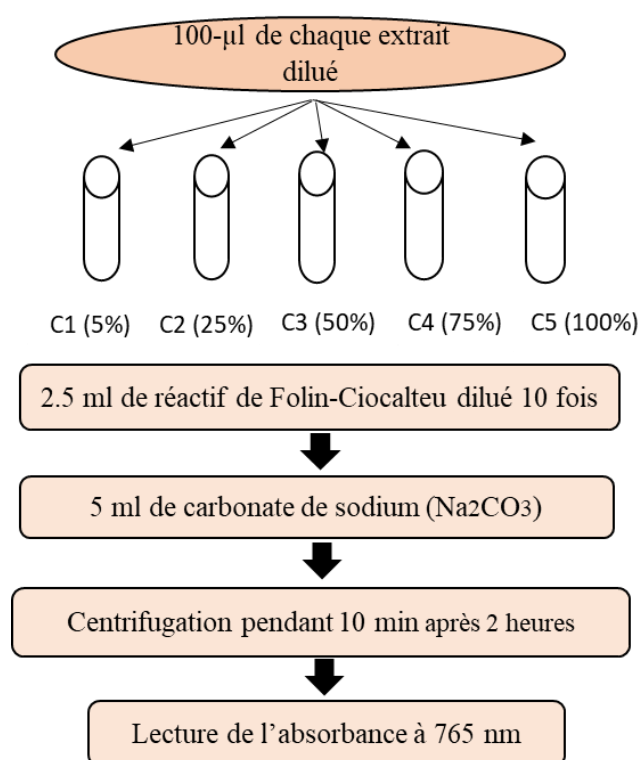 100-µl de chaque extrait
dilué
C1 (5%) C2 (25%) C3 (50%) C4 (75%) C5 (100%)
2.5 ml de réactif de Folin-Ciocalteu dilué 10 fois
5 ml de carbonate de sodium (Na2CO3)
Centrifugation pendant 10 min après 2 heures
Lecture de l’absorbance à 765 nm